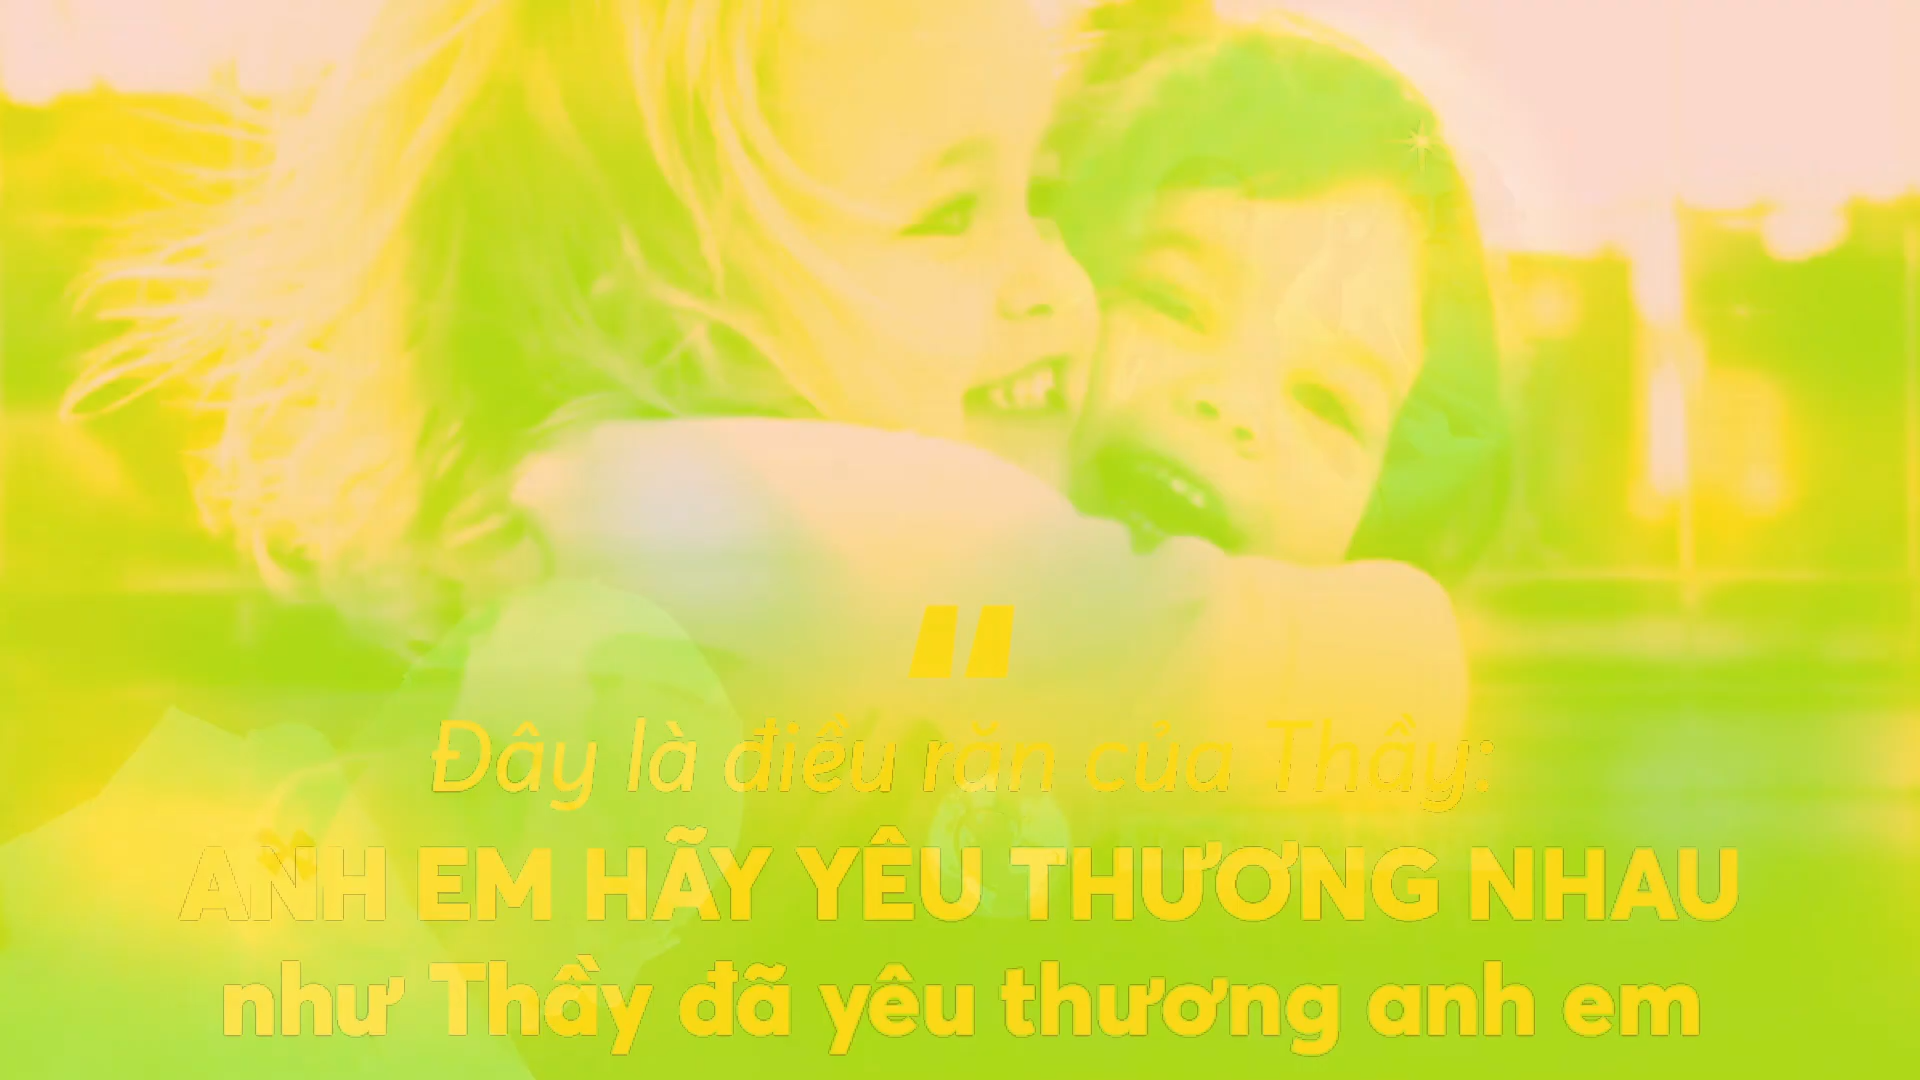 "
Đây là điều răn của Thầy:
ANH EM HÃY YÊU THƯƠNG NHAU
như Thầy đã yêu thương anh em